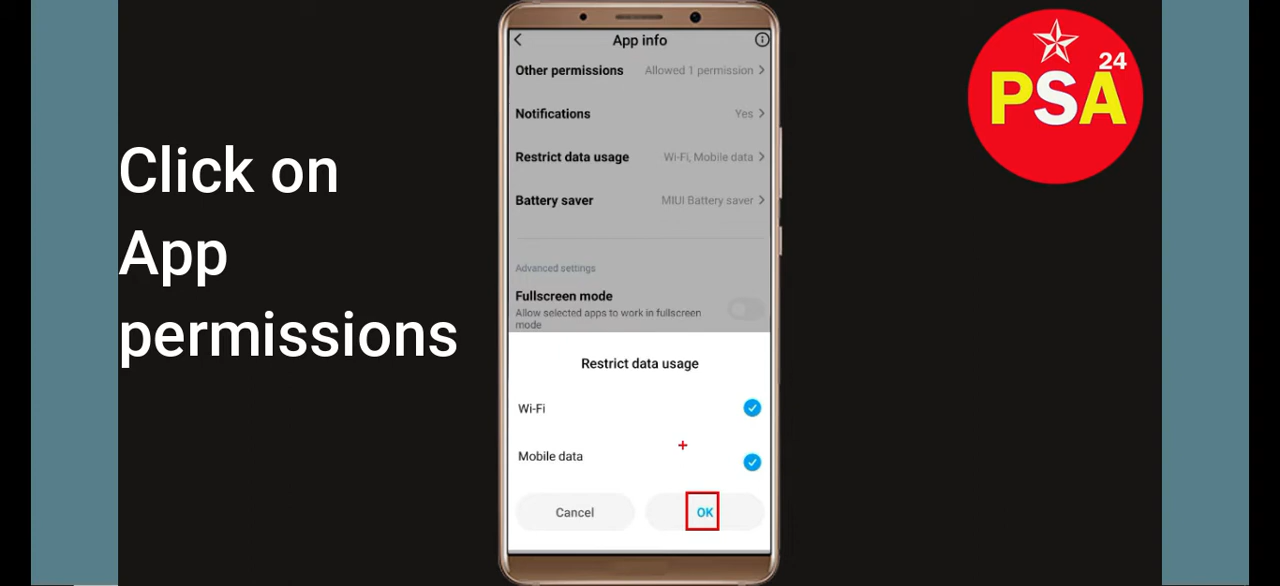 Click on
App
permissions
App info
Other permissions Allowed 1 permission
Notifications Yes
Restrict data usage Wi-Fi, Mobile data
Battery saver MIUI Battery saver
Advanced settings
Fullscreen mode
Allow selected apps to work in fullscreen
mode
Restrict data usage
Wi-Fi
Mobile data
Cancel OK
PSA 24